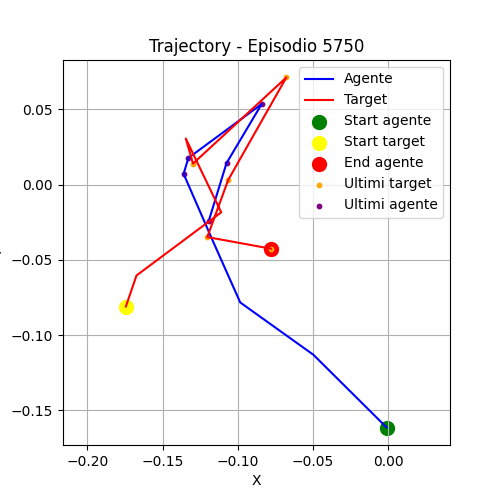 Trajectory - Episodio 5750
Agente
Target
Start agente
Start target
End agente
Ultimi target
Ultimi agente
0.05
0.00
−0.05
−0.10
−0.15
−0.20
−0.15
−0.10
−0.05
0.00
X